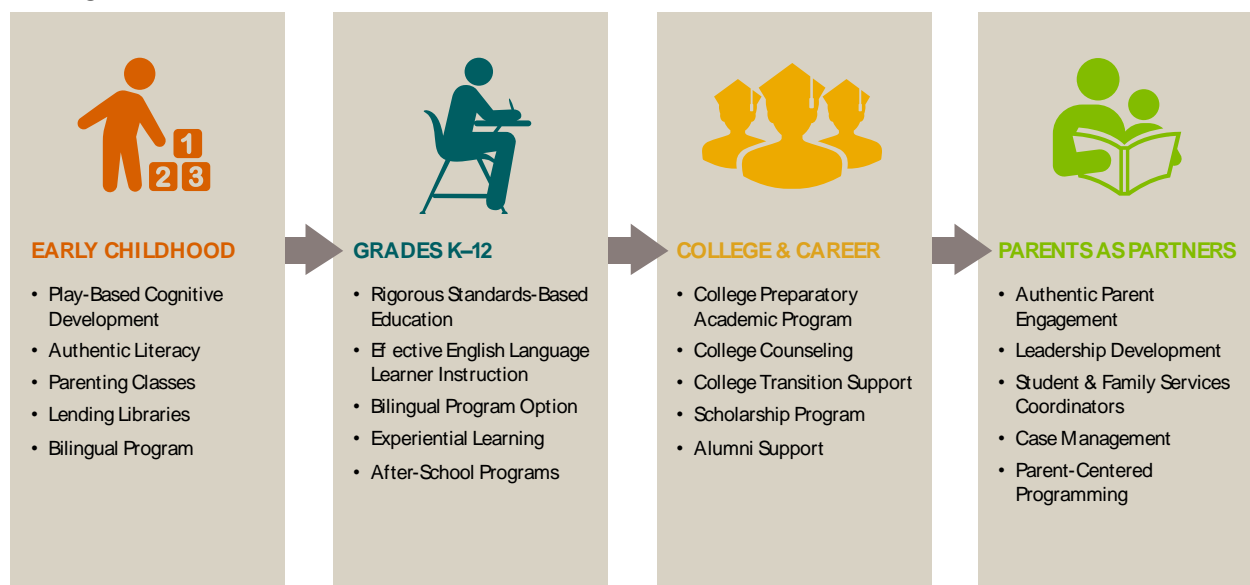 1
2 3
EARLY CHILDHOOD
• Play-Based Cognitive
Development
• Authentic Literacy
• Parenting Classes
• Lending Libraries
• Bilingual Program
GRADES K–12
• Rigorous Standards-Based
Education
• Ef ective English Language
Learner Instruction
• Bilingual Program Option
• Experiential Learning
• After-School Programs
COLLEGE & CAREER
• College Preparatory
Academic Program
• College Counseling
• College Transition Support
• Scholarship Program
• Alumni Support
PARENTS AS PARTNERS
• Authentic Parent
Engagement
• Leadership Development
• Student & Family Services
Coordinators
• Case Management
• Parent-Centered
Programming